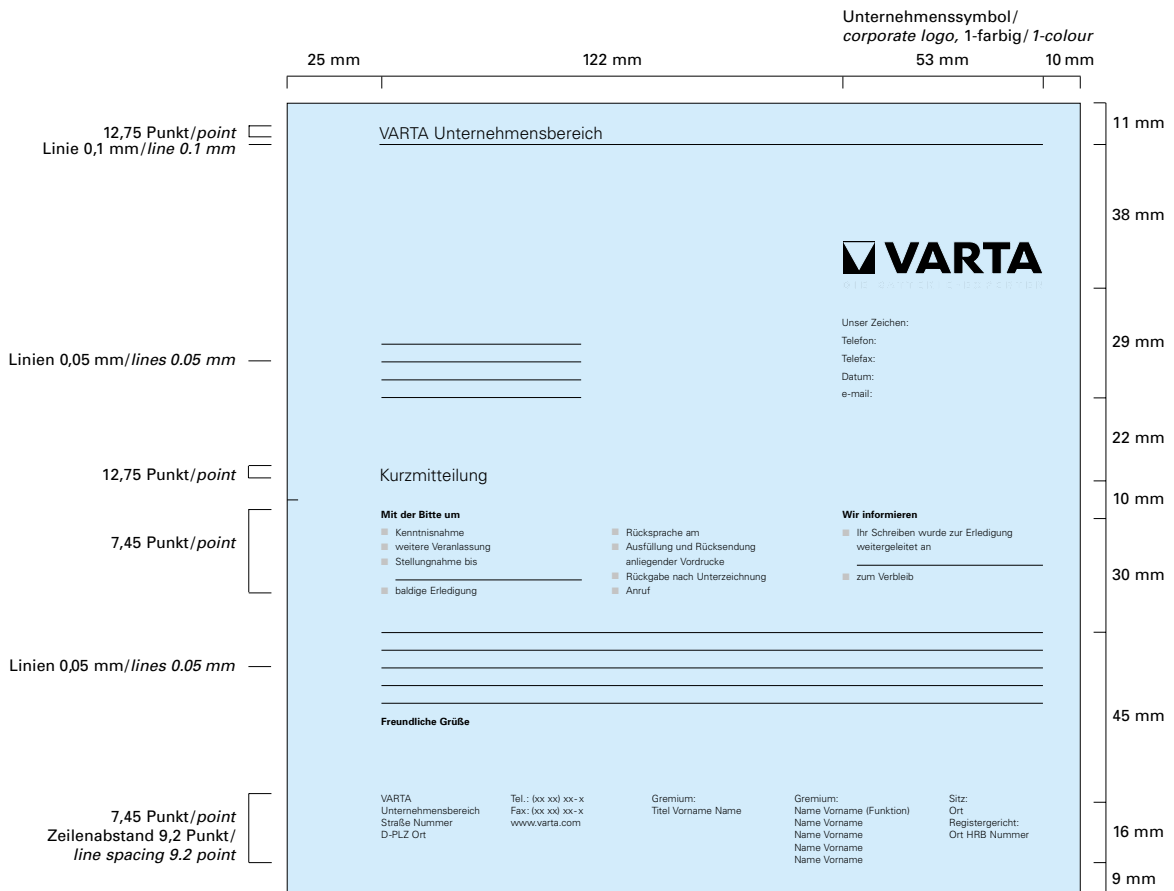 Unternehmenssymbol/
corporate logo, 1-farbig/1-colour
25 mm 122 mm 53 mm 10 mm
12,75 Punkt/point
Linie 0,1 mm/line 0.1 mm
VARTA Unternehmensbereich
11 mm
38 mm
VARTA
Unser Zeichen:
Telefon:
Telefax:
Datum:
e-mail:
29 mm
Linien 0,05 mm/lines 0.05 mm
22 mm
12,75 Punkt/point
Kurzmitteilung
10 mm
7,45 Punkt/point
Mit der Bitte um
Kenntnisnahme
weitere Veranlassung
Stellungnahme bis
baldige Erledigung
Rücksprache am
Ausfüllung und Rücksendung
anliegender Vordrucke
Rückgabe nach Unterzeichnung
Anruf
Wir informieren
Ihr Schreiben wurde zur Erledigung
weitergeleitet an
zum Verbleib
30 mm
Linien 0,05 mm/lines 0.05 mm
Freundliche Grüße
45 mm
7,45 Punkt/point
Zeilenabstand 9,2 Punkt/
line spacing 9.2 point
VARTA
Unternehmensbereich
Straße Nummer
D-PLZ Ort
Tel.: (xx xx) xx-x
Fax: (xx xx) xx-x
www.varta.com
Gremium:
Titel Vorname Name
Gremium:
Name Vorname (Funktion)
Name Vorname
Name Vorname
Name Vorname
Name Vorname
Sitz:
Ort
Registergericht:
Ort HRB Nummer
16 mm
9 mm